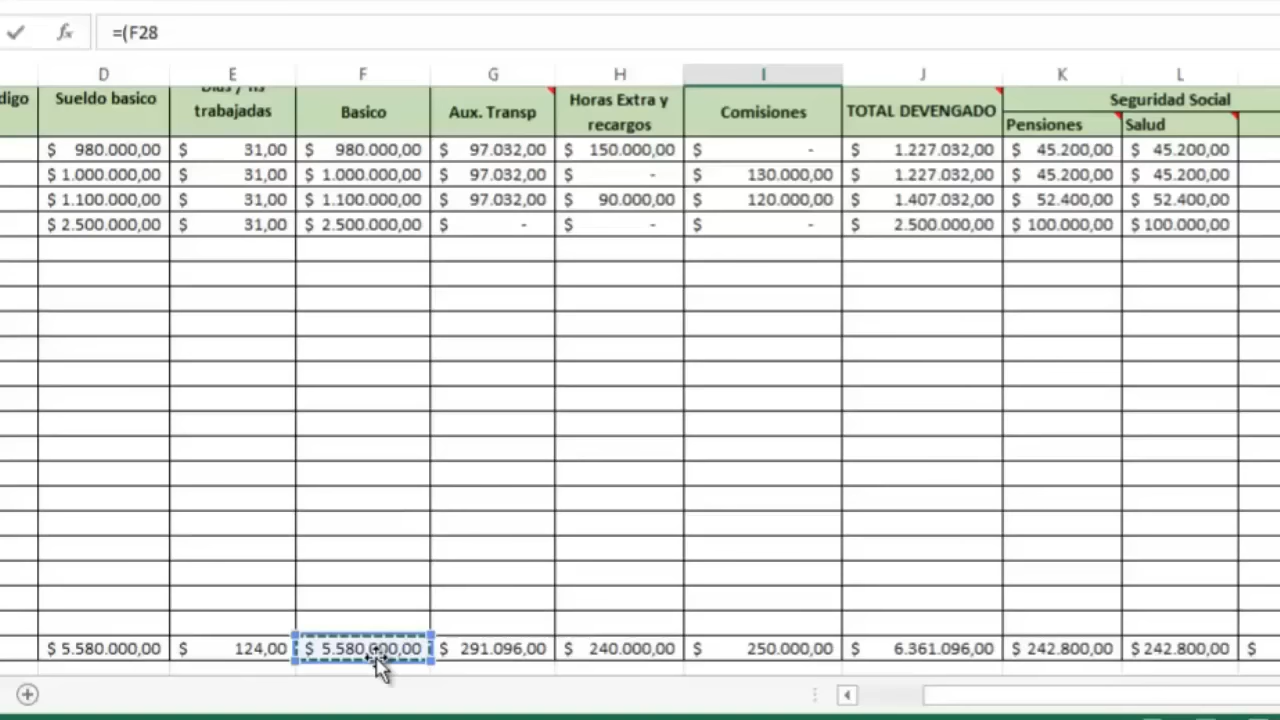 =(F28
D E F G H I J K L
digo Sueldo basico trabajadas Basico Aux. Transp Horas Extra y recargos Comisiones TOTAL DEVENGADO Seguridad Social
Pensiones Salud
$ 980.000,00 $ 31,00 $ 980.000,00 $ 97.032,00 $ 150.000,00 $ - $ 1.227.032,00 $ 45.200,00 $ 45.200,00
$ 1.000.000,00 $ 31,00 $ 1.000.000,00 $ 97.032,00 $ - $ 130.000,00 $ 1.227.032,00 $ 45.200,00 $ 45.200,00
$ 1.100.000,00 $ 31,00 $ 1.100.000,00 $ 97.032,00 $ 90.000,00 $ 120.000,00 $ 1.407.032,00 $ 52.400,00 $ 52.400,00
$ 2.500.000,00 $ 31,00 $ 2.500.000,00 $ - $ - $ - $ 2.500.000,00 $ 100.000,00 $ 100.000,00
$ 5.580.000,00 $ 124,00 $ 5.580.000,00 $ 291.096,00 $ 240.000,00 $ 250.000,00 $ 6.361.096,00 $ 242.800,00 $ 242.800,00 $